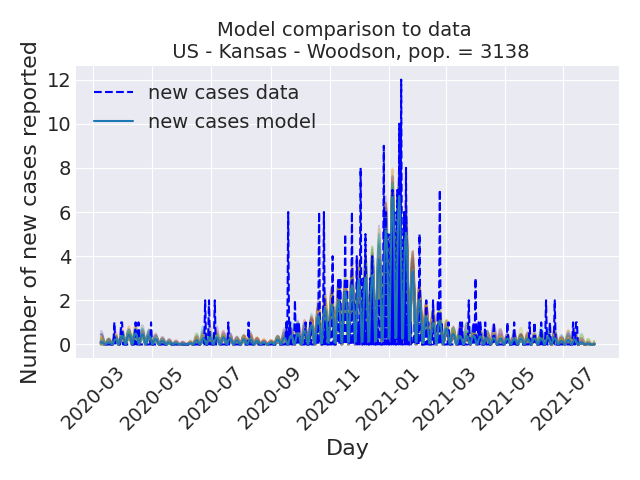 Model comparison to data
US - Kansas - Woodson, pop. = 3138
Number of new cases reported
12
10
8
6
4
2
0
new cases data
new cases model
2020-03
2020-05
2020-07
2020-09
2020-11
2021-01
2021-03
2021-05
2021-07
Day